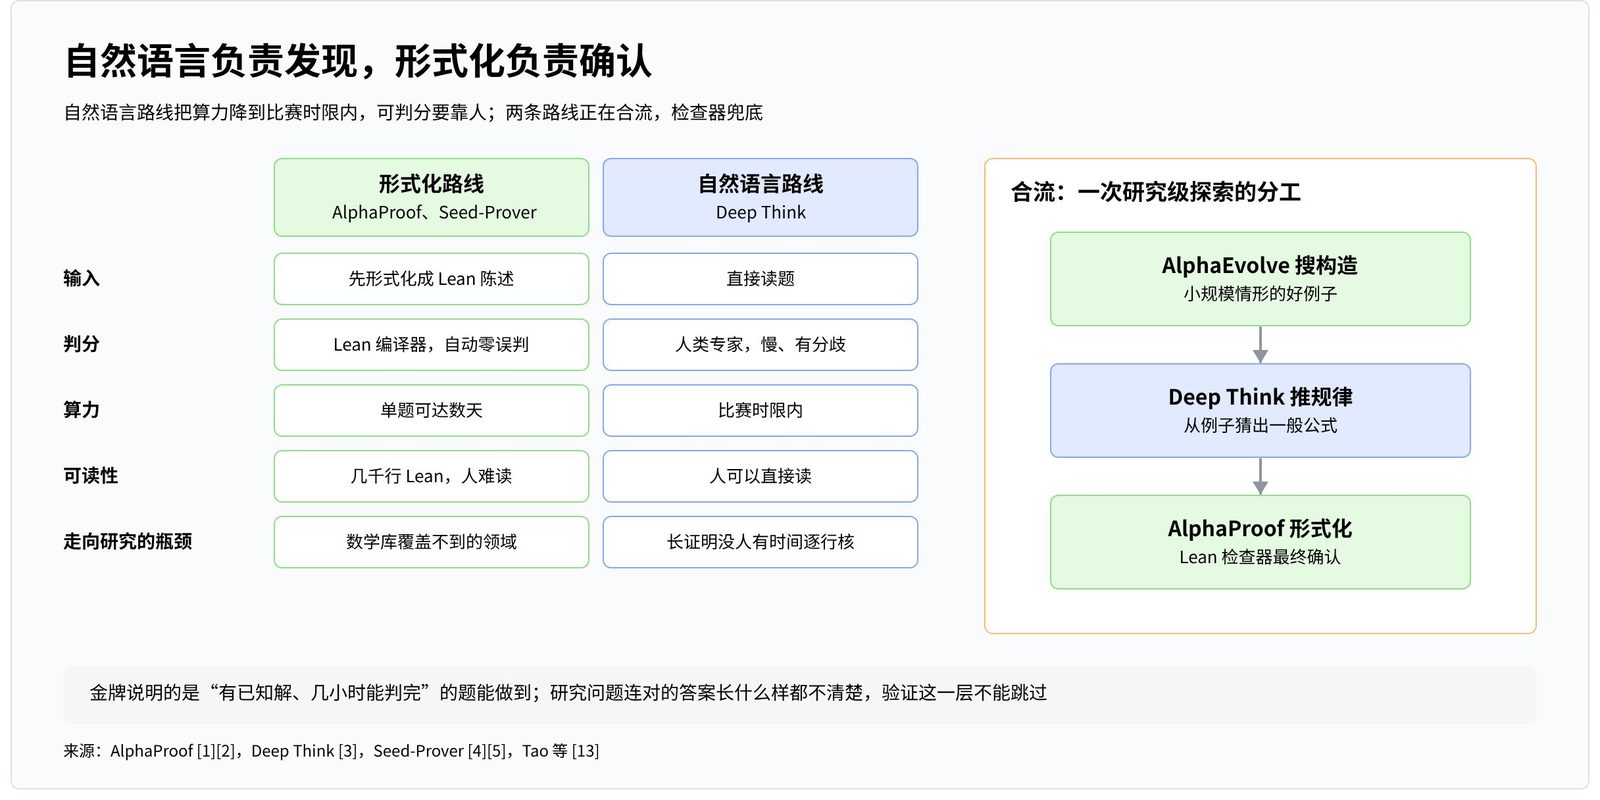 自然语言负责发现，形式化负责确认
自然语言路线把算力降到比赛时限内，可判分要靠人；两条路线正在合流，检查器兜底
形式化路线
AlphaProof、Seed-Prover
自然语言路线
Deep Think
输入
先形式化成 Lean 陈述
直接读题
判分
Lean 编译器，自动零误判
人类专家，慢、有分歧
算力
单题可达数天
比赛时限内
可读性
几千行 Lean，人难读
人可以直接读
走向研究的瓶颈
数学库覆盖不到的领域
长证明没人有时间逐行核
合流：一次研究级探索的分工
AlphaEvolve 搜构造
小规模情形的好例子
Deep Think 推规律
从例子猜出一般公式
AlphaProof 形式化
Lean 检查器最终确认
金牌说明的是“有已知解、几小时能判完”的题能做到；研究问题连对的答案长什么样都不清楚，验证这一层不能跳过
来源：AlphaProof [1][2]，Deep Think [3]，Seed-Prover [4][5]，Tao 等 [13]